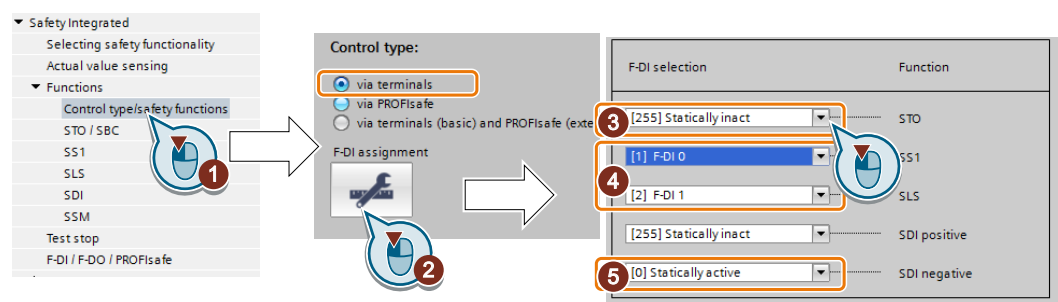 Safety Integrated
Selecting safety functionality
Actual value sensing
Functions
Control type/safety functions
STO / SBC
SS1
SLS
SDI
SSM
Test stop
F-DI / F-DO / PROFIsafe
1
Control type:
via terminals
via PROFIsafe
via terminals (basic) and PROFIsafe (exte
F-DI assignment
2
F-DI selection Function
3 [255] Statically inact STO
[1] F-DI 0 SS1
4
[2] F-DI 1 SLS
[255] Statically inact SDI positive
5 [0] Statically active SDI negative